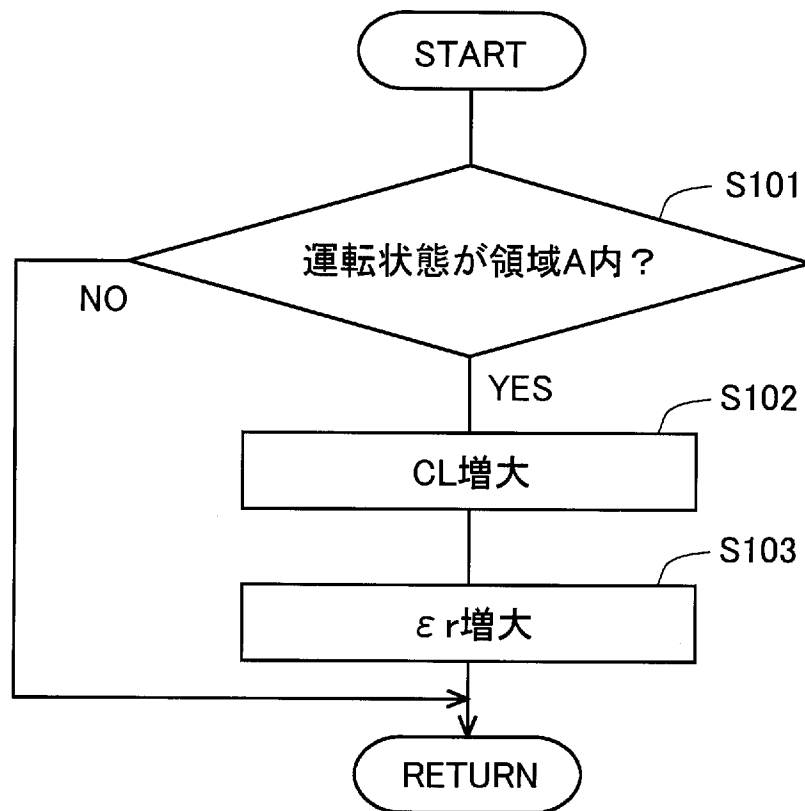 START
S101
運転状態が領域A内？
NO
YES
S102
CL増大
S103
εr増大
RETURN